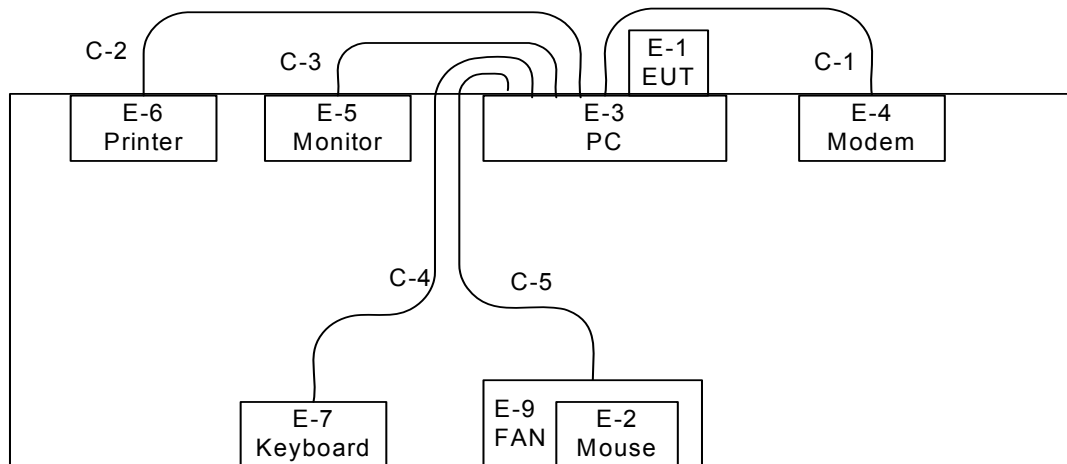 C-2
C-3
E-1
EUT
C-1
E-6
Printer
E-5
Monitor
E-3
PC
E-4
Modem
C-4
C-5
E-7
Keyboard
E-9
FAN
E-2
Mouse